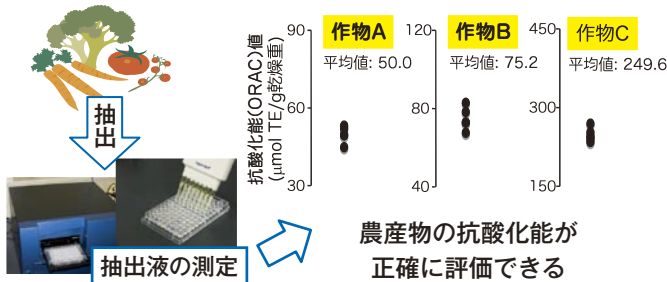 抽出
抽出液の測定
抗酸化能(ORAC)値
(μmol TE/g乾燥重)
作物A
平均値: 50.0
90
60
30
作物B
平均値: 75.2
120
80
40
作物C
平均値: 249.6
450
300
150
農産物の抗酸化能が
正確に評価できる